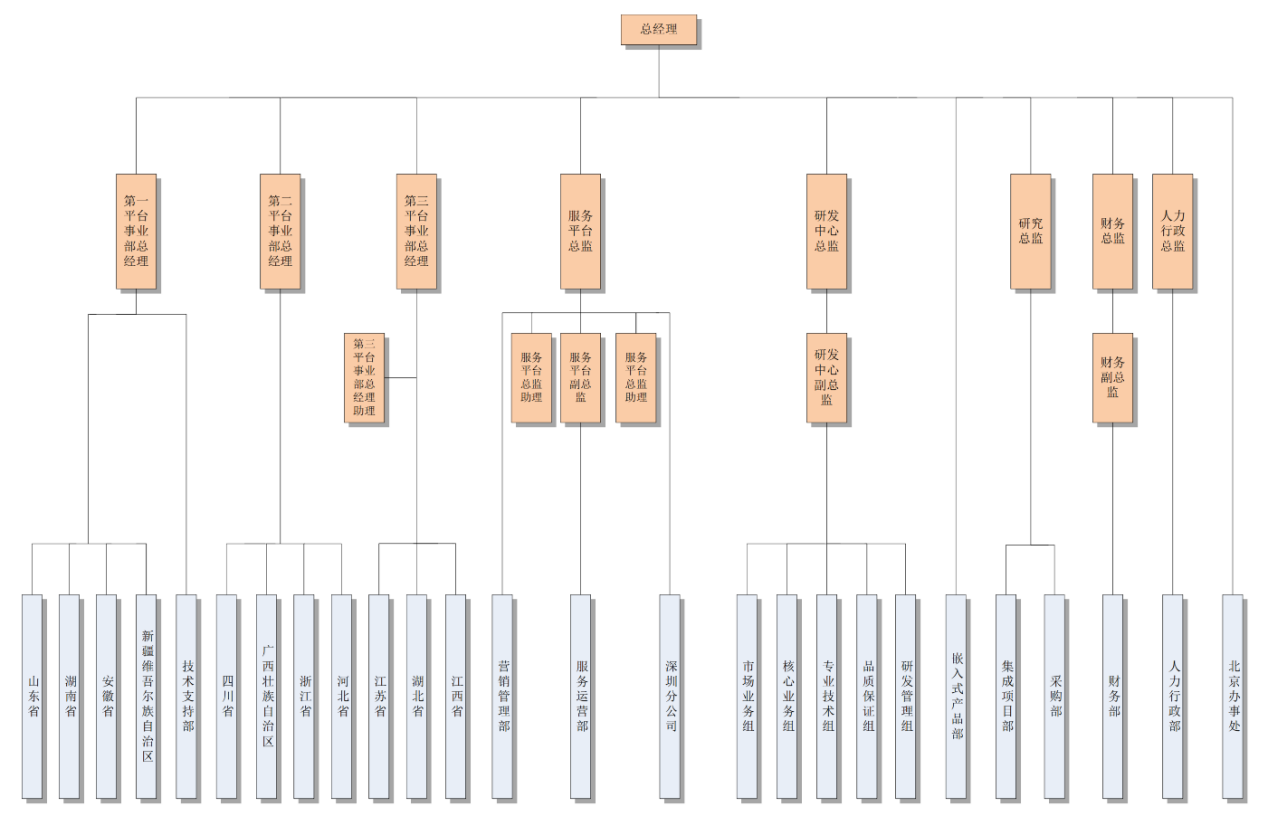 总经理
第一
平台
事业
部总
经理
第二
平台
事业
部总
经理
第三
平台
事业
部总
经理
服务
平台
总监
研发
中心
总监
研究
总监
财务
总监
人力
行政
总监
第三
平台
事业
部总
经理
助理
服务
平台
总监
助理
服务
平台
副总
监
服务
平台
总监
助理
研发
中心
副总
监
财务
副总
监
山东省
湖南省
安徽省
新疆维吾尔族自治区
技术支持部
四川省
广西壮族自治区
浙江省
河北省
江苏省
湖北省
江西省
营销管理部
服务运营部
深圳分公司
市场业务组
核心业务组
专业技术组
品质保证组
研发管理组
嵌入式产品部
集成项目部
采购部
财务部
人力行政部
北京办事处